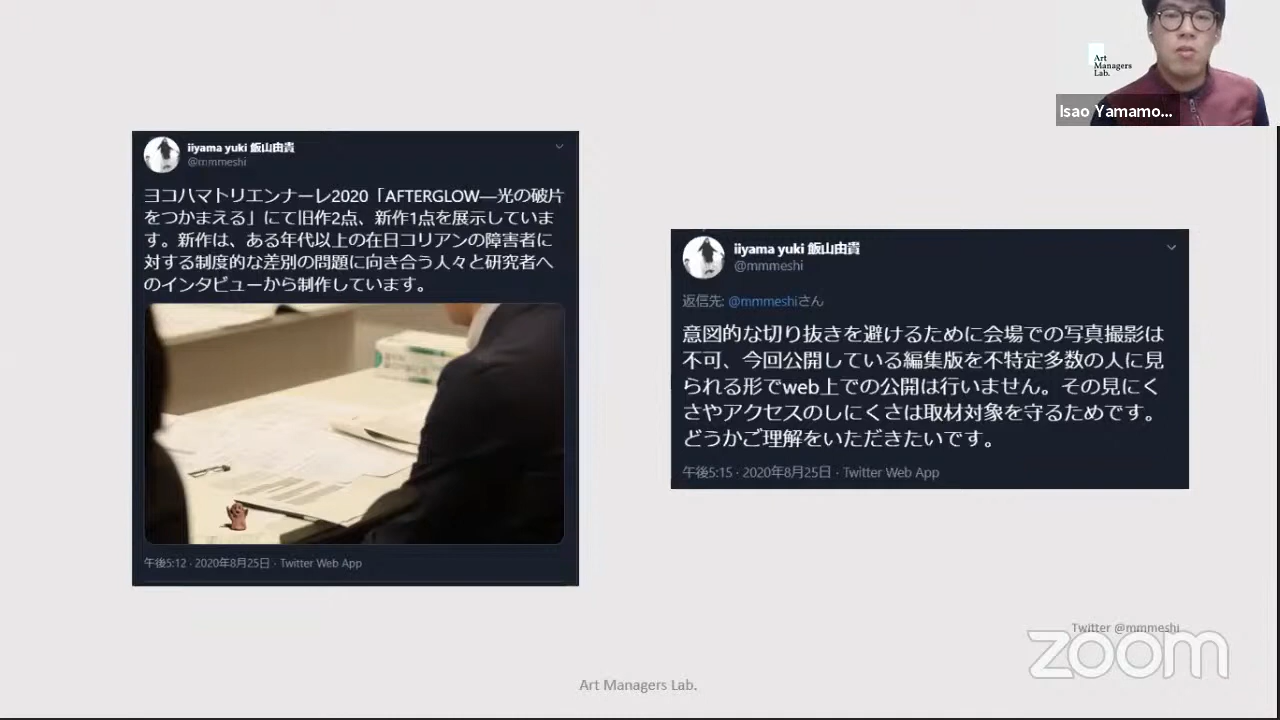 Art
Managers
Lab.
Isao Yamamo...
iiyama yuki 飯山由貴
@mmmeshi
ヨコハマトリエンナーレ2020「AFTERGLOW—光の破片
をつかまえる」にて旧作2点、新作1点を展示していま
す。新作は、ある年代以上の在日コリアンの障害者に
対する制度的な差別の問題に向き合う人々と研究者へ
のインタビューから制作しています。
午後5:12 · 2020年8月25日 · Twitter Web App
iiyama yuki 飯山由貴
@mmmeshi
返信先: @mmmeshiさん
意図的な切り抜きを避けるために会場での写真撮影は
不可、今回公開している編集版を不特定多数の人に見
られる形でweb上での公開は行いません。その見にく
さやアクセスのしにくさは取材対象を守るためです。
どうかご理解をいただきたいです。
午後5:15 · 2020年8月25日 · Twitter Web App
Twitter @mmmeshi
zoom
Art Managers Lab.